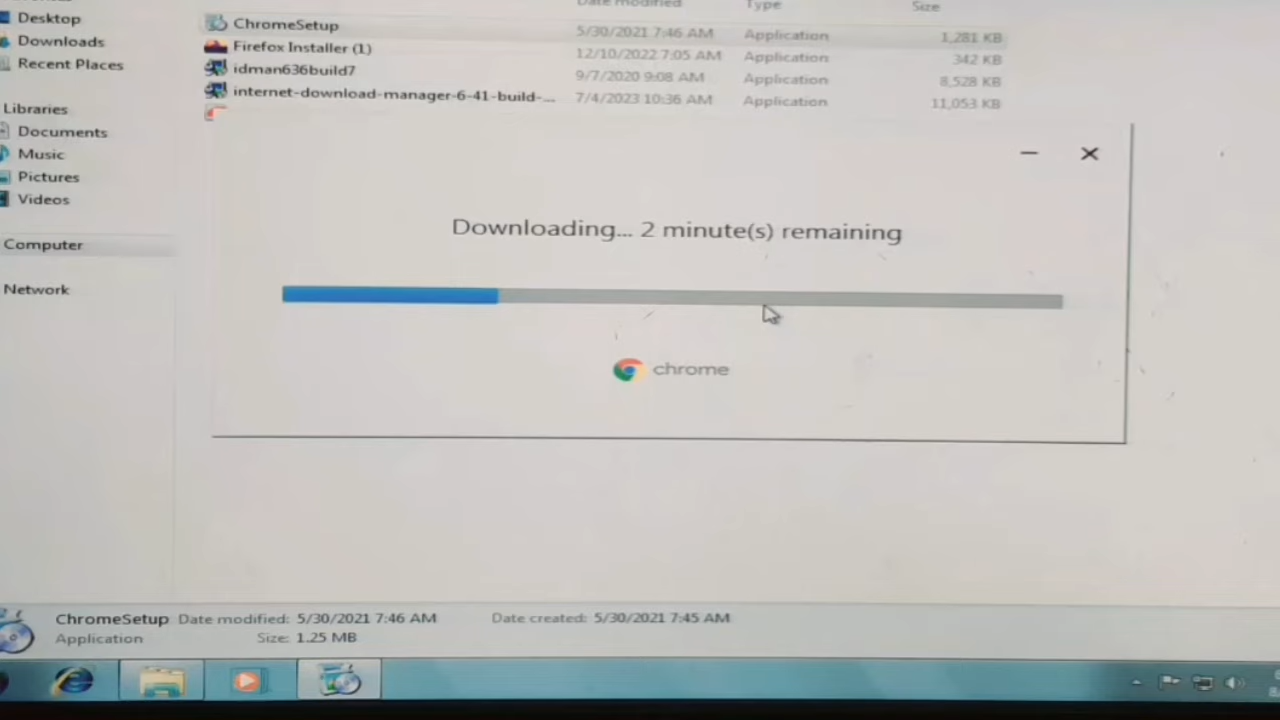 Desktop
Downloads
Recent Places
Libraries
Documents
Music
Pictures
Videos
Computer
Network
Date modified Type Size
ChromeSetup 5/30/2021 7:46 AM Application 1,281 KB
Firefox Installer (1) 12/10/2022 7:05 AM Application 342 KB
idman636build7 9/7/2020 9:08 AM Application 8,528 KB
internet-download-manager-6-41-build-... 7/4/2023 10:36 AM Application 11,053 KB
Downloading... 2 minute(s) remaining
chrome
ChromeSetup Date modified: 5/30/2021 7:46 AM Date created: 5/30/2021 7:45 AM
Application Size: 1.25 MB